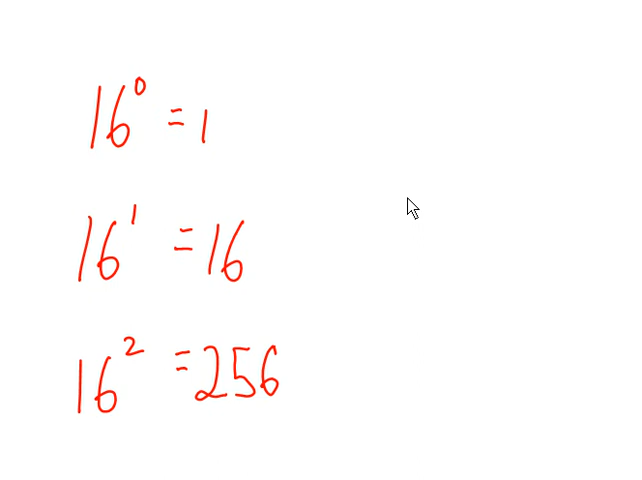 16⁰ = 1
16¹ = 16
16² = 256